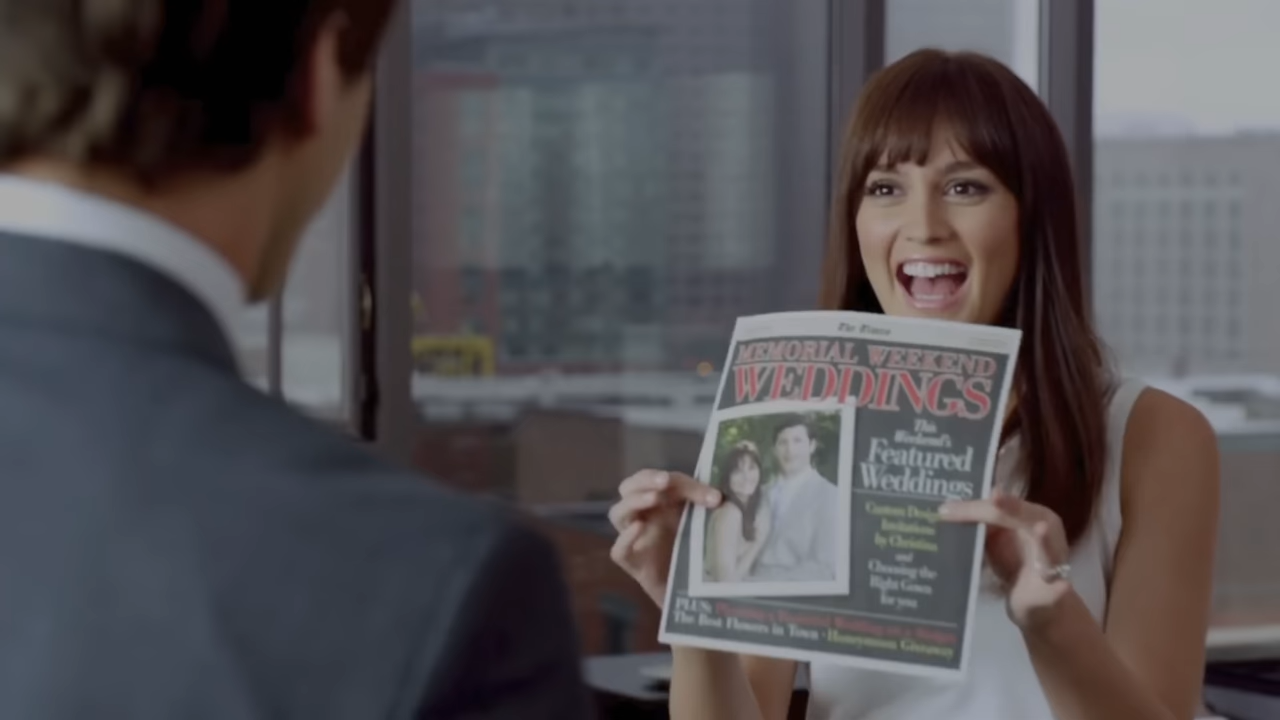 The Times
MEMORIAL WEEKEND
WEDDINGS
This
Weekend's
Featured
Weddings
Custom Design
Invitations
by Christina
and
Choosing the
Right Gown
for you
PLUS:
The Best Flowers in Town · Honeymoon Giveaway